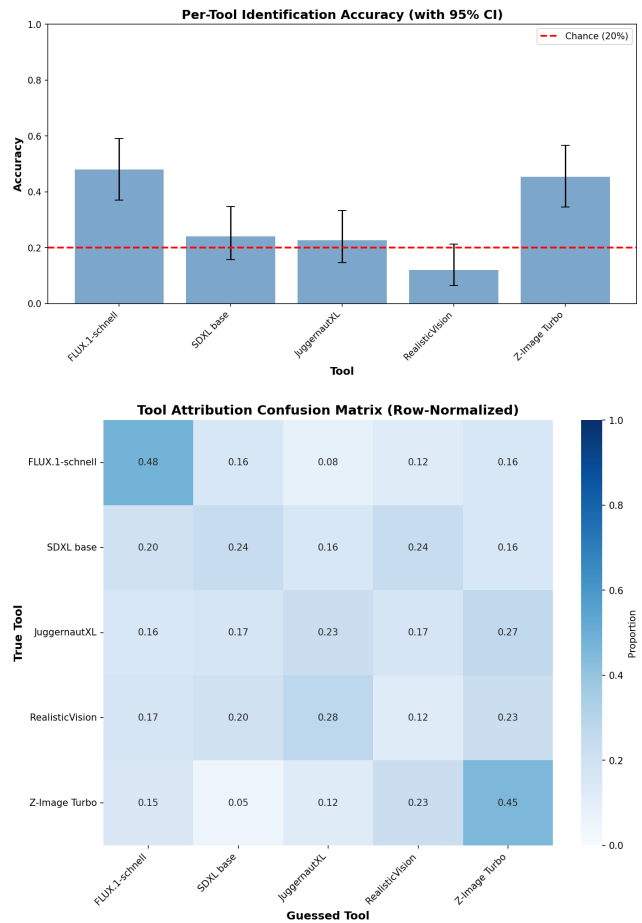 Per-Tool Identification Accuracy (with 95% CI)
1.0
0.8
0.6
0.4
0.2
0.0
Accuracy
Chance (20%)
FLUX.1-schnell
SDXL base
JuggernautXL
RealisticVision
Z-Image Turbo
Tool
Tool Attribution Confusion Matrix (Row-Normalized)
True Tool
FLUX.1-schnell 0.48 0.16 0.08 0.12 0.16
SDXL base 0.20 0.24 0.16 0.24 0.16
JuggernautXL 0.16 0.17 0.23 0.17 0.27
RealisticVision 0.17 0.20 0.28 0.12 0.23
Z-Image Turbo 0.15 0.05 0.12 0.23 0.45
FLUX.1-schnell
SDXL base
JuggernautXL
RealisticVision
Z-Image Turbo
Guessed Tool
1.0
0.8
0.6
0.4
0.2
0.0
Proportion